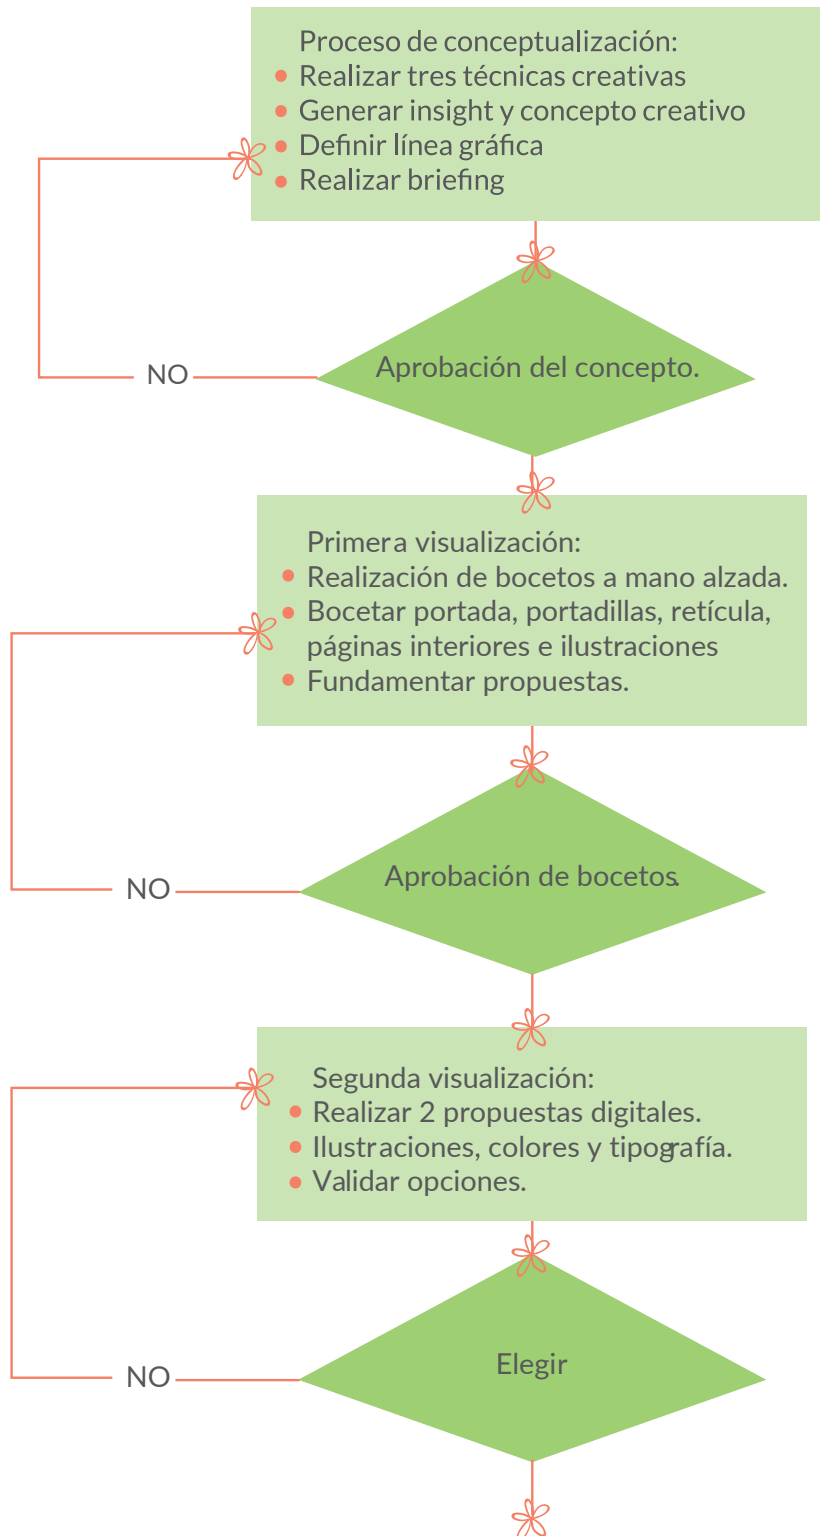 Proceso de conceptualización:
• Realizar tres técnicas creativas
• Generar insight y concepto creativo
• Definir línea gráfica
• Realizar briefing
Aprobación del concepto.
NO
Primera visualización:
• Realización de bocetos a mano alzada.
• Bocetar portada, portadillas, retícula,
páginas interiores e ilustraciones
• Fundamentar propuestas.
Aprobación de bocetos.
NO
Segunda visualización:
• Realizar 2 propuestas digitales.
• Ilustraciones, colores y tipografía.
• Validar opciones.
Elegir
NO